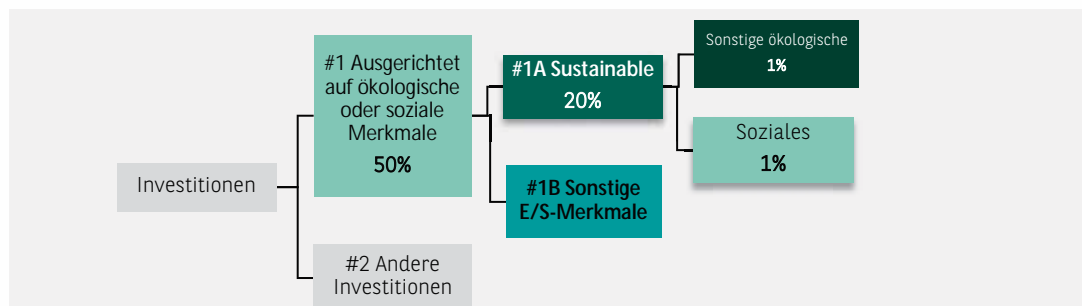 Investitionen
#1 Ausgerichtet
auf ökologische
oder soziale
Merkmale
50%
#2 Andere
Investitionen
#1A Sustainable
20%
#1B Sonstige
E/S-Merkmale
Sonstige ökologische
1%
Soziales
1%